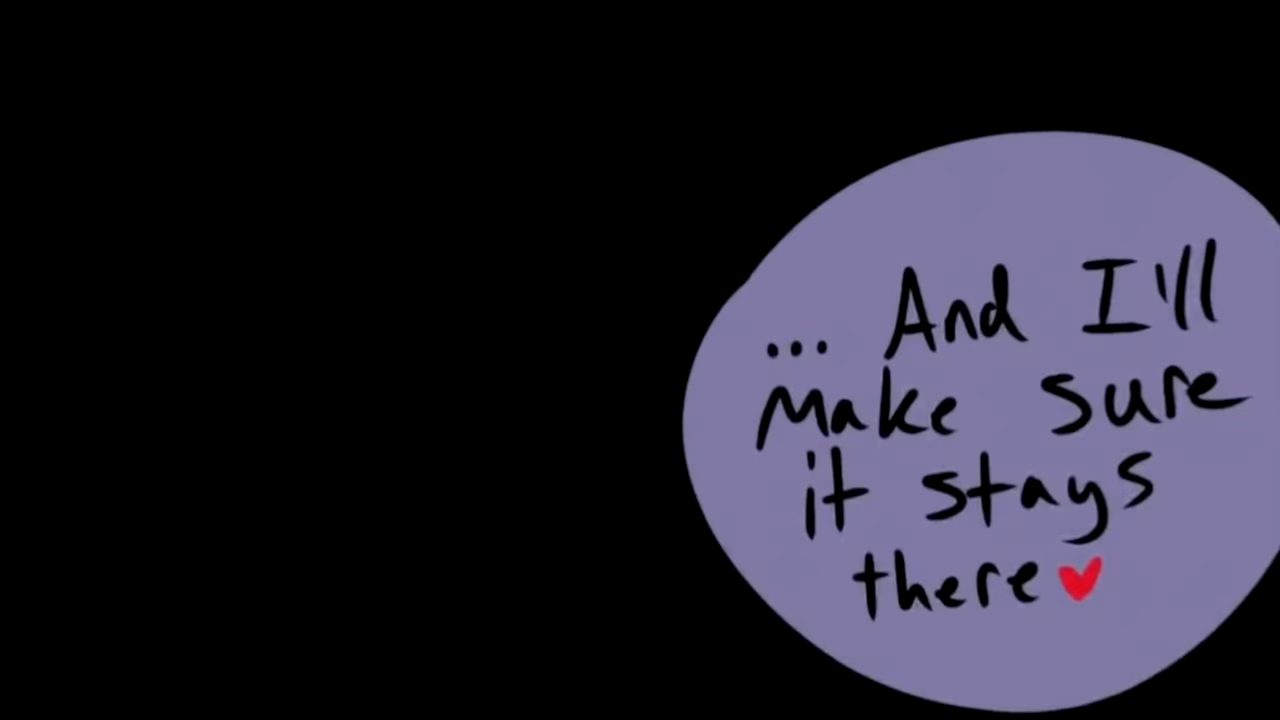 ... And I'll
Make sure
it stays
there ❤